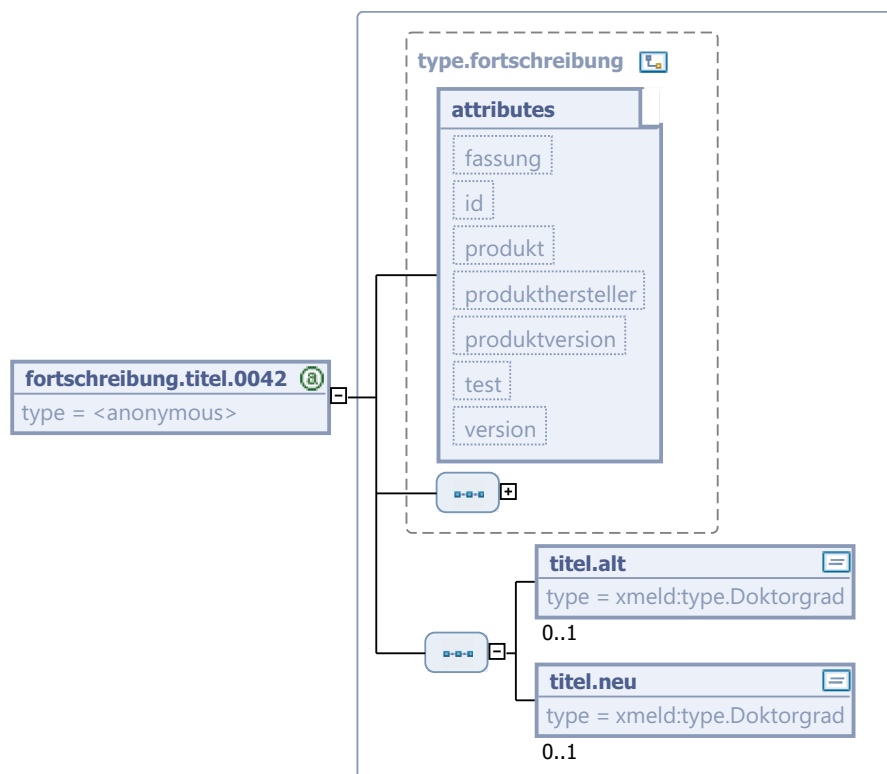 type.fortschreibung
attributes
fassung
id
produkt
produkthersteller
produktversion
test
version
fortschreibung.titel.0042
type = <anonymous>
titel.alt
type = xmeld:type.Doktorgrad
0..1
titel.neu
type = xmeld:type.Doktorgrad
0..1